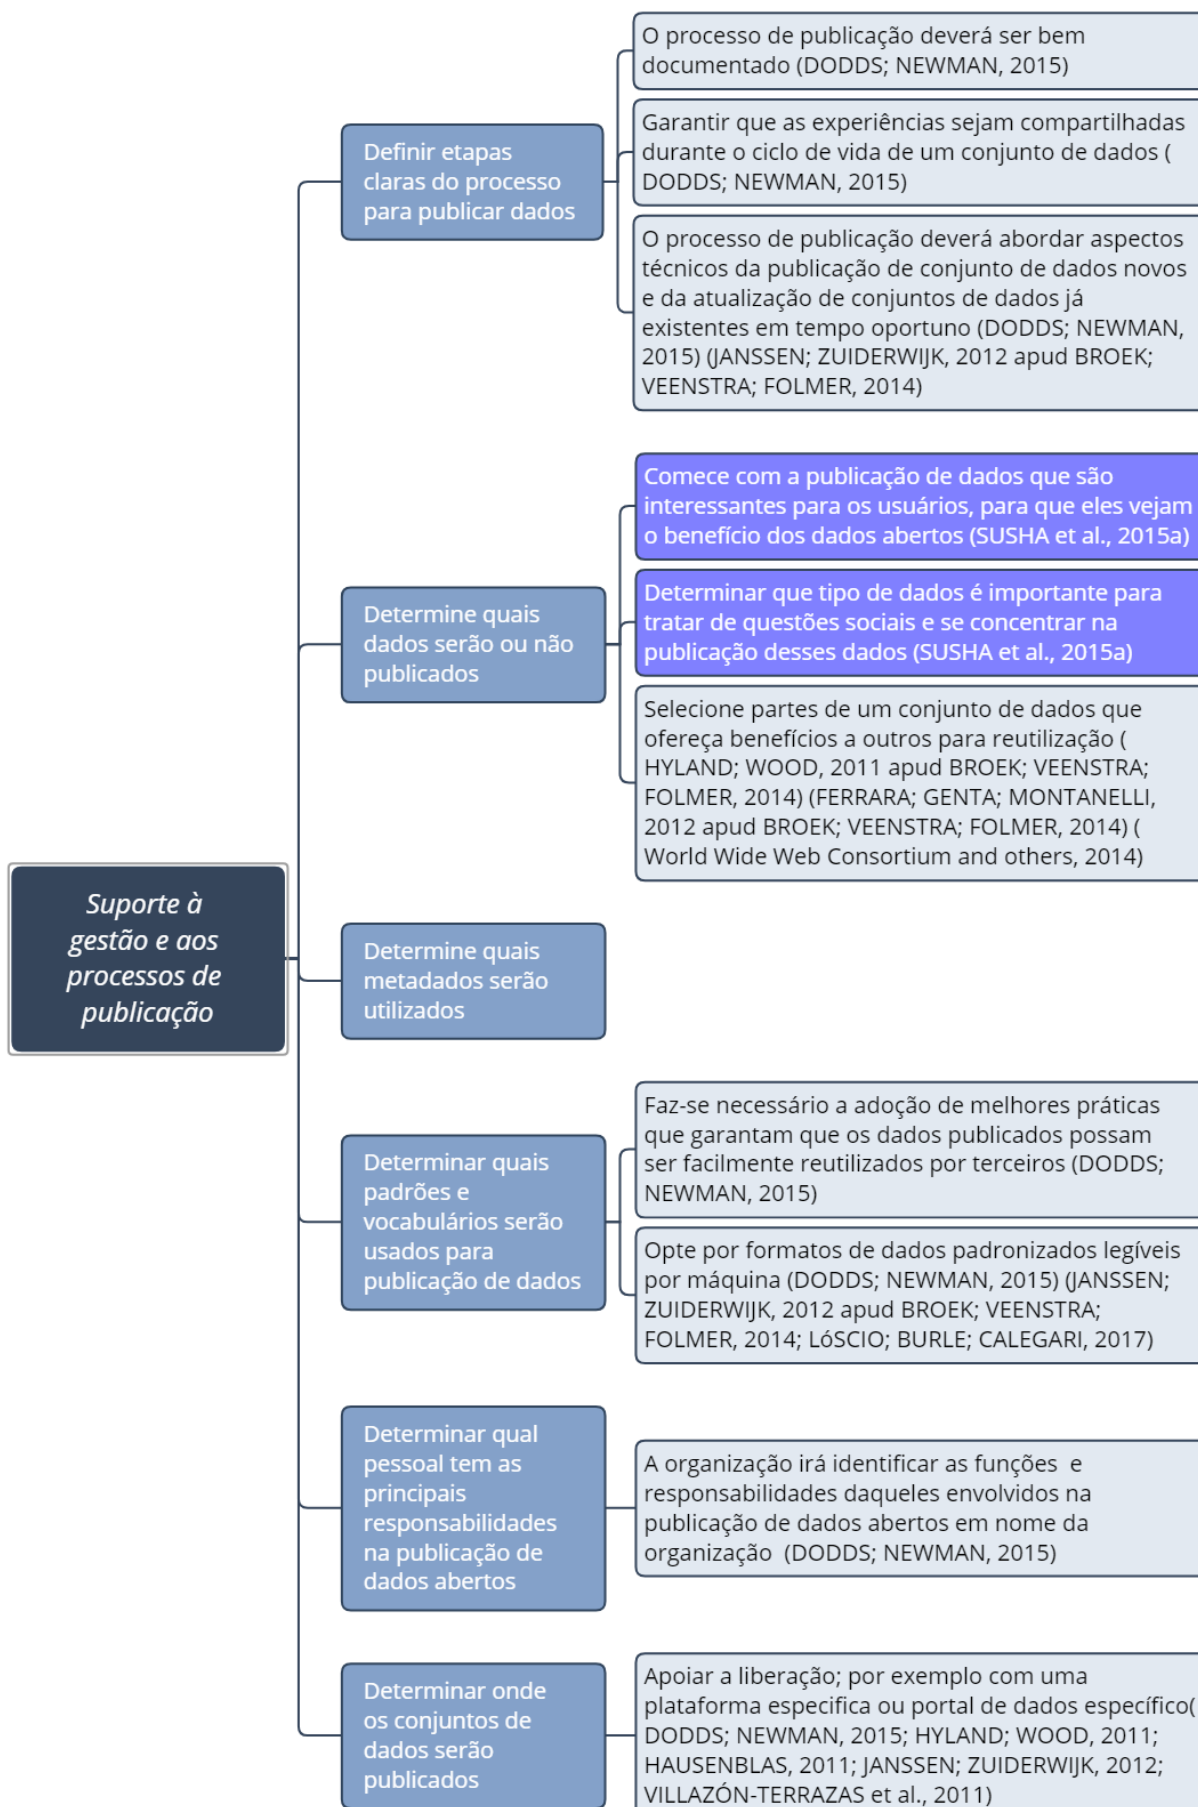 Suporte à
gestão e aos
processos de
publicação
Definir etapas
claras do processo
para publicar dados
O processo de publicação deverá ser bem
documentado (DODDS; NEWMAN, 2015)
Garantir que as experiências sejam compartilhadas
durante o ciclo de vida de um conjunto de dados (
DODDS; NEWMAN, 2015)
O processo de publicação deverá abordar aspectos
técnicos da publicação de conjunto de dados novos
e da atualização de conjuntos de dados já
existentes em tempo oportuno (DODDS; NEWMAN,
2015) (JANSSEN; ZUIDERWIJK, 2012 apud BROEK;
VEENSTRA; FOLMER, 2014)
Determine quais
dados serão ou não
publicados
Comece com a publicação de dados que são
interessantes para os usuários, para que eles vejam
o benefício dos dados abertos (SUSHA et al., 2015a)
Determinar que tipo de dados é importante para
tratar de questões sociais e se concentrar na
publicação desses dados (SUSHA et al., 2015a)
Selecione partes de um conjunto de dados que
ofereça benefícios a outros para reutilização (
HYLAND; WOOD, 2011 apud BROEK; VEENSTRA;
FOLMER, 2014) (FERRARA; GENTA; MONTANELLI,
2012 apud BROEK; VEENSTRA; FOLMER, 2014) (
World Wide Web Consortium and others, 2014)
Determine quais
metadados serão
utilizados
Determinar quais
padrões e
vocabulários serão
usados para
publicação de dados
Faz-se necessário a adoção de melhores práticas
que garantam que os dados publicados possam
ser facilmente reutilizados por terceiros (DODDS;
NEWMAN, 2015)
Opte por formatos de dados padronizados legíveis
por máquina (DODDS; NEWMAN, 2015) (JANSSEN;
ZUIDERWIJK, 2012 apud BROEK; VEENSTRA;
FOLMER, 2014; LóSCIO; BURLE; CALEGARI, 2017)
Determinar qual
pessoal tem as
principais
responsabilidades
na publicação de
dados abertos
A organização irá identificar as funções  e
responsabilidades daqueles envolvidos na
publicação de dados abertos em nome da
organização  (DODDS; NEWMAN, 2015)
Determinar onde
os conjuntos de
dados serão
publicados
Apoiar a liberação; por exemplo com uma
plataforma especifica ou portal de dados específico(
DODDS; NEWMAN, 2015; HYLAND; WOOD, 2011;
HAUSENBLAS, 2011; JANSSEN; ZUIDERWIJK, 2012;
VILLAZÓN-TERRAZAS et al., 2011)